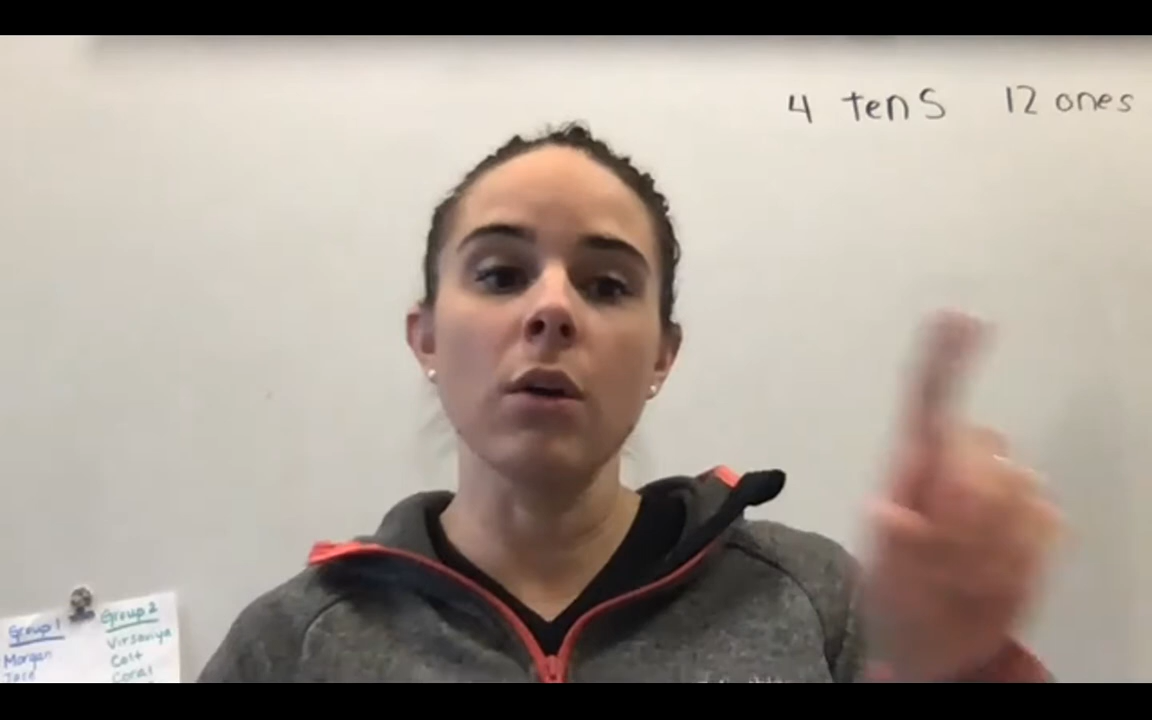 4 tens 12 ones
Group 1
Morgan
Group 2
Virsaviya
Colt
Coral